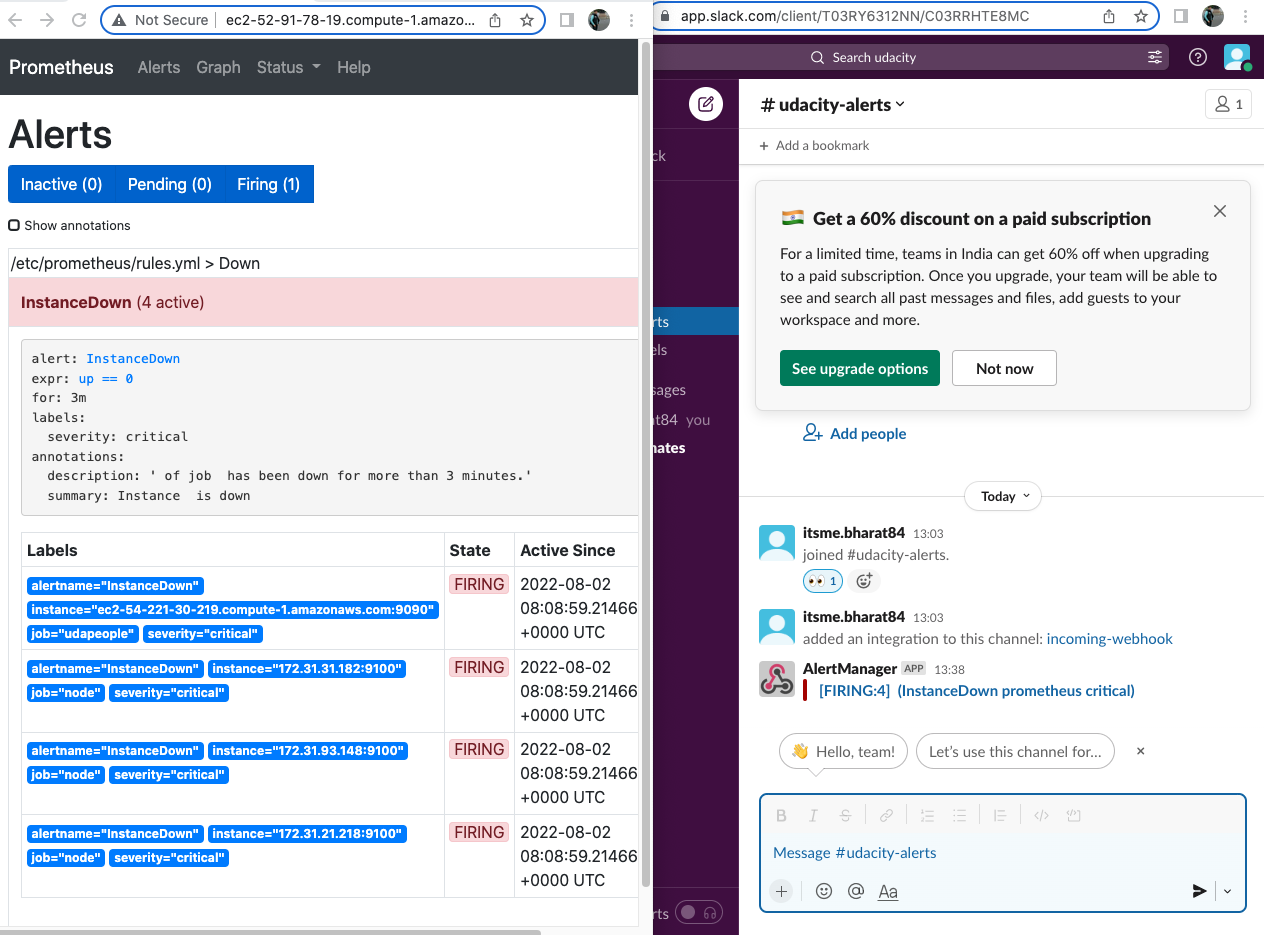 Not Secure
ec2-52-91-78-19.compute-1.amazo...
Prometheus
Alerts
Graph
Status
Help
Alerts
Inactive (0)
Pending (0)
Firing (1)
Show annotations
/etc/prometheus/rules.yml > Down
InstanceDown (4 active)
alert: InstanceDown
expr: up == 0
for: 3m
labels:
severity: critical
annotations:
description: ' of job  has been down for more than 3 minutes.'
summary: Instance  is down
Labels
State
Active Since
alertname="InstanceDown"
instance="ec2-54-221-30-219.compute-1.amazonaws.com:9090"
job="udapeople" severity="critical"
FIRING
2022-08-02
08:08:59.21466
+0000 UTC
alertname="InstanceDown" instance="172.31.31.182:9100"
job="node" severity="critical"
FIRING
2022-08-02
08:08:59.21466
+0000 UTC
alertname="InstanceDown" instance="172.31.93.148:9100"
job="node" severity="critical"
FIRING
2022-08-02
08:08:59.21466
+0000 UTC
alertname="InstanceDown" instance="172.31.21.218:9100"
job="node" severity="critical"
FIRING
2022-08-02
08:08:59.21466
+0000 UTC
app.slack.com/client/T03RY6312NN/C03RRHTE8MC
Search udacity
ck
rts
els
sages
at84 you
nates
rts
# udacity-alerts
1
+ Add a bookmark
Get a 60% discount on a paid subscription
For a limited time, teams in India can get 60% off when upgrading
to a paid subscription. Once you upgrade, your team will be able to
see and search all past messages and files, add guests to your
workspace and more.
See upgrade options
Not now
Add people
Today
itsme.bharat84 13:03
joined #udacity-alerts.
1
itsme.bharat84 13:03
added an integration to this channel: incoming-webhook
AlertManager APP 13:38
[FIRING:4] (InstanceDown prometheus critical)
Hello, team!
Let's use this channel for...
B I S
Message #udacity-alerts
+ @ Aa